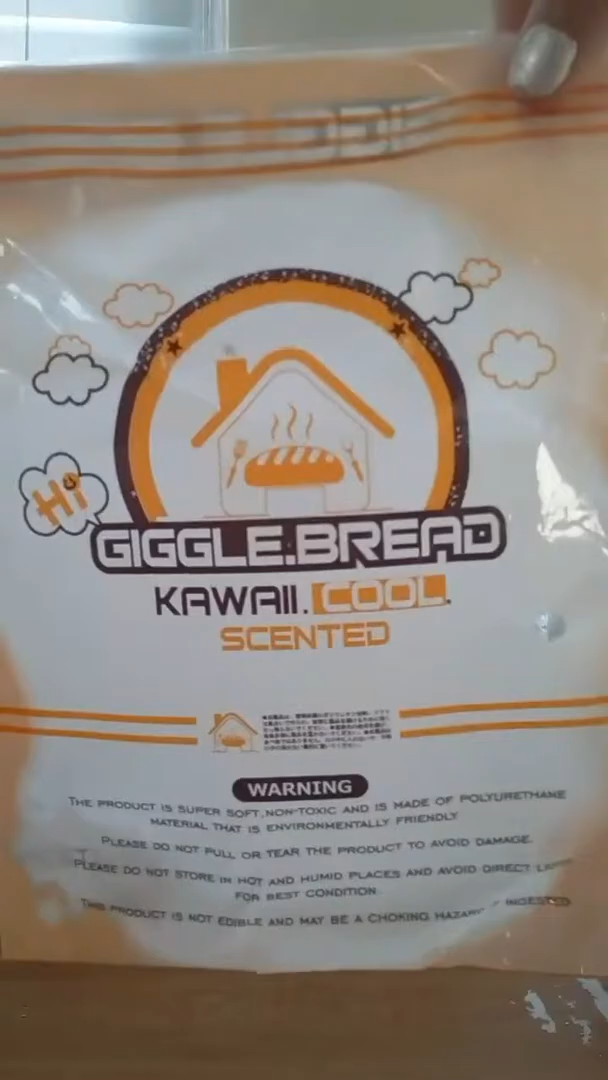 Hi
GIGGLE.BREAD
KAWAII. COOL.
SCENTED
WARNING
THE PRODUCT IS SUPER SOFT,NON-TOXIC AND IS MADE OF POLYURETHANE
MATERIAL THAT IS ENVIRONMENTALLY FRIENDLY
PLEASE DO NOT PULL OR TEAR THE PRODUCT TO AVOID DAMAGE.
PLEASE DO NOT STORE IN HOT AND HUMID PLACES AND AVOID DIRECT
FOR BEST CONDITION.
THIS PRODUCT IS NOT EDIBLE AND MAY BE A CHOKING HAZARD INGESTED